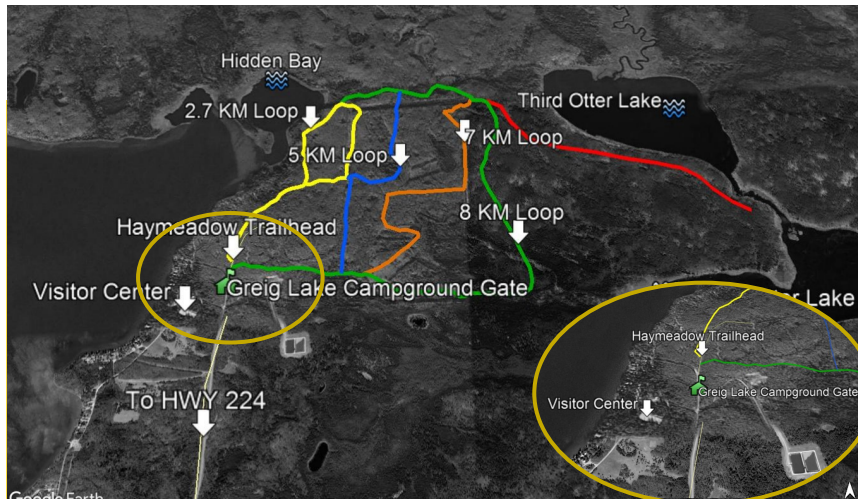 Hidden Bay
2.7 KM Loop
Third Otter Lake
5 KM Loop
7 KM Loop
8 KM Loop
Haymeadow Trailhead
Visitor Center
Greig Lake Campground Gate
er Lake
To HWY 224
Haymeadow Trailhead
Greig Lake Campground Gate
Visitor Center
Google Earth